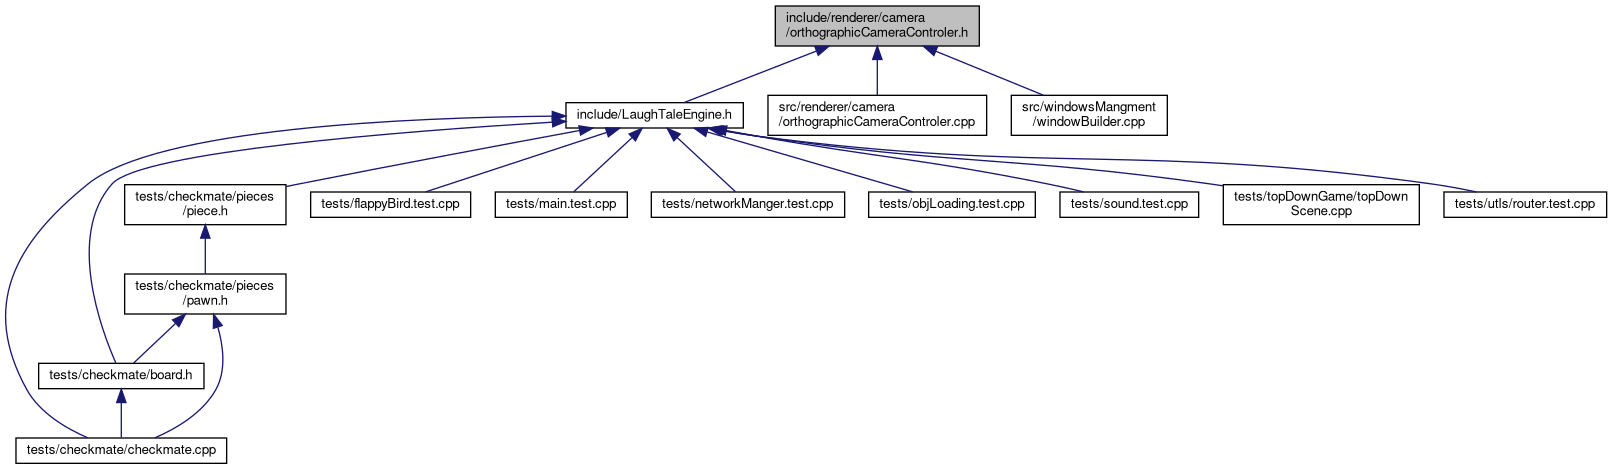 include/renderer/camera
/orthographicCameraControler.h
include/LaughTaleEngine.h
src/renderer/camera
/orthographicCameraControler.cpp
src/windowsMangment
/windowBuilder.cpp
tests/checkmate/pieces
/piece.h
tests/flappyBird.test.cpp
tests/main.test.cpp
tests/networkManger.test.cpp
tests/objLoading.test.cpp
tests/sound.test.cpp
tests/topDownGame/topDown
Scene.cpp
tests/utls/router.test.cpp
tests/checkmate/pieces
/pawn.h
tests/checkmate/board.h
tests/checkmate/checkmate.cpp